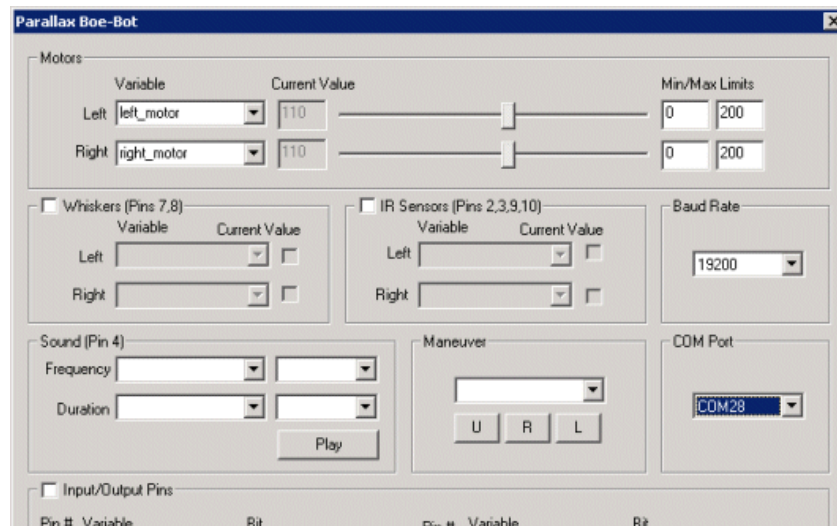 Parallax Boe-Bot
Motors
Variable Current Value Min/Max Limits
Left left_motor 110 0 200
Right right_motor 110 0 200
Whiskers (Pins 7,8) IR Sensors (Pins 2,3,9,10) Baud Rate
Variable Current Value Variable Current Value
Left Left 19200
Right Right
Sound (Pin 4) Maneuver COM Port
Frequency
Duration COM28
U R L
Play
Input/Output Pins
Pin # Variable Bit Pin # Variable Bit